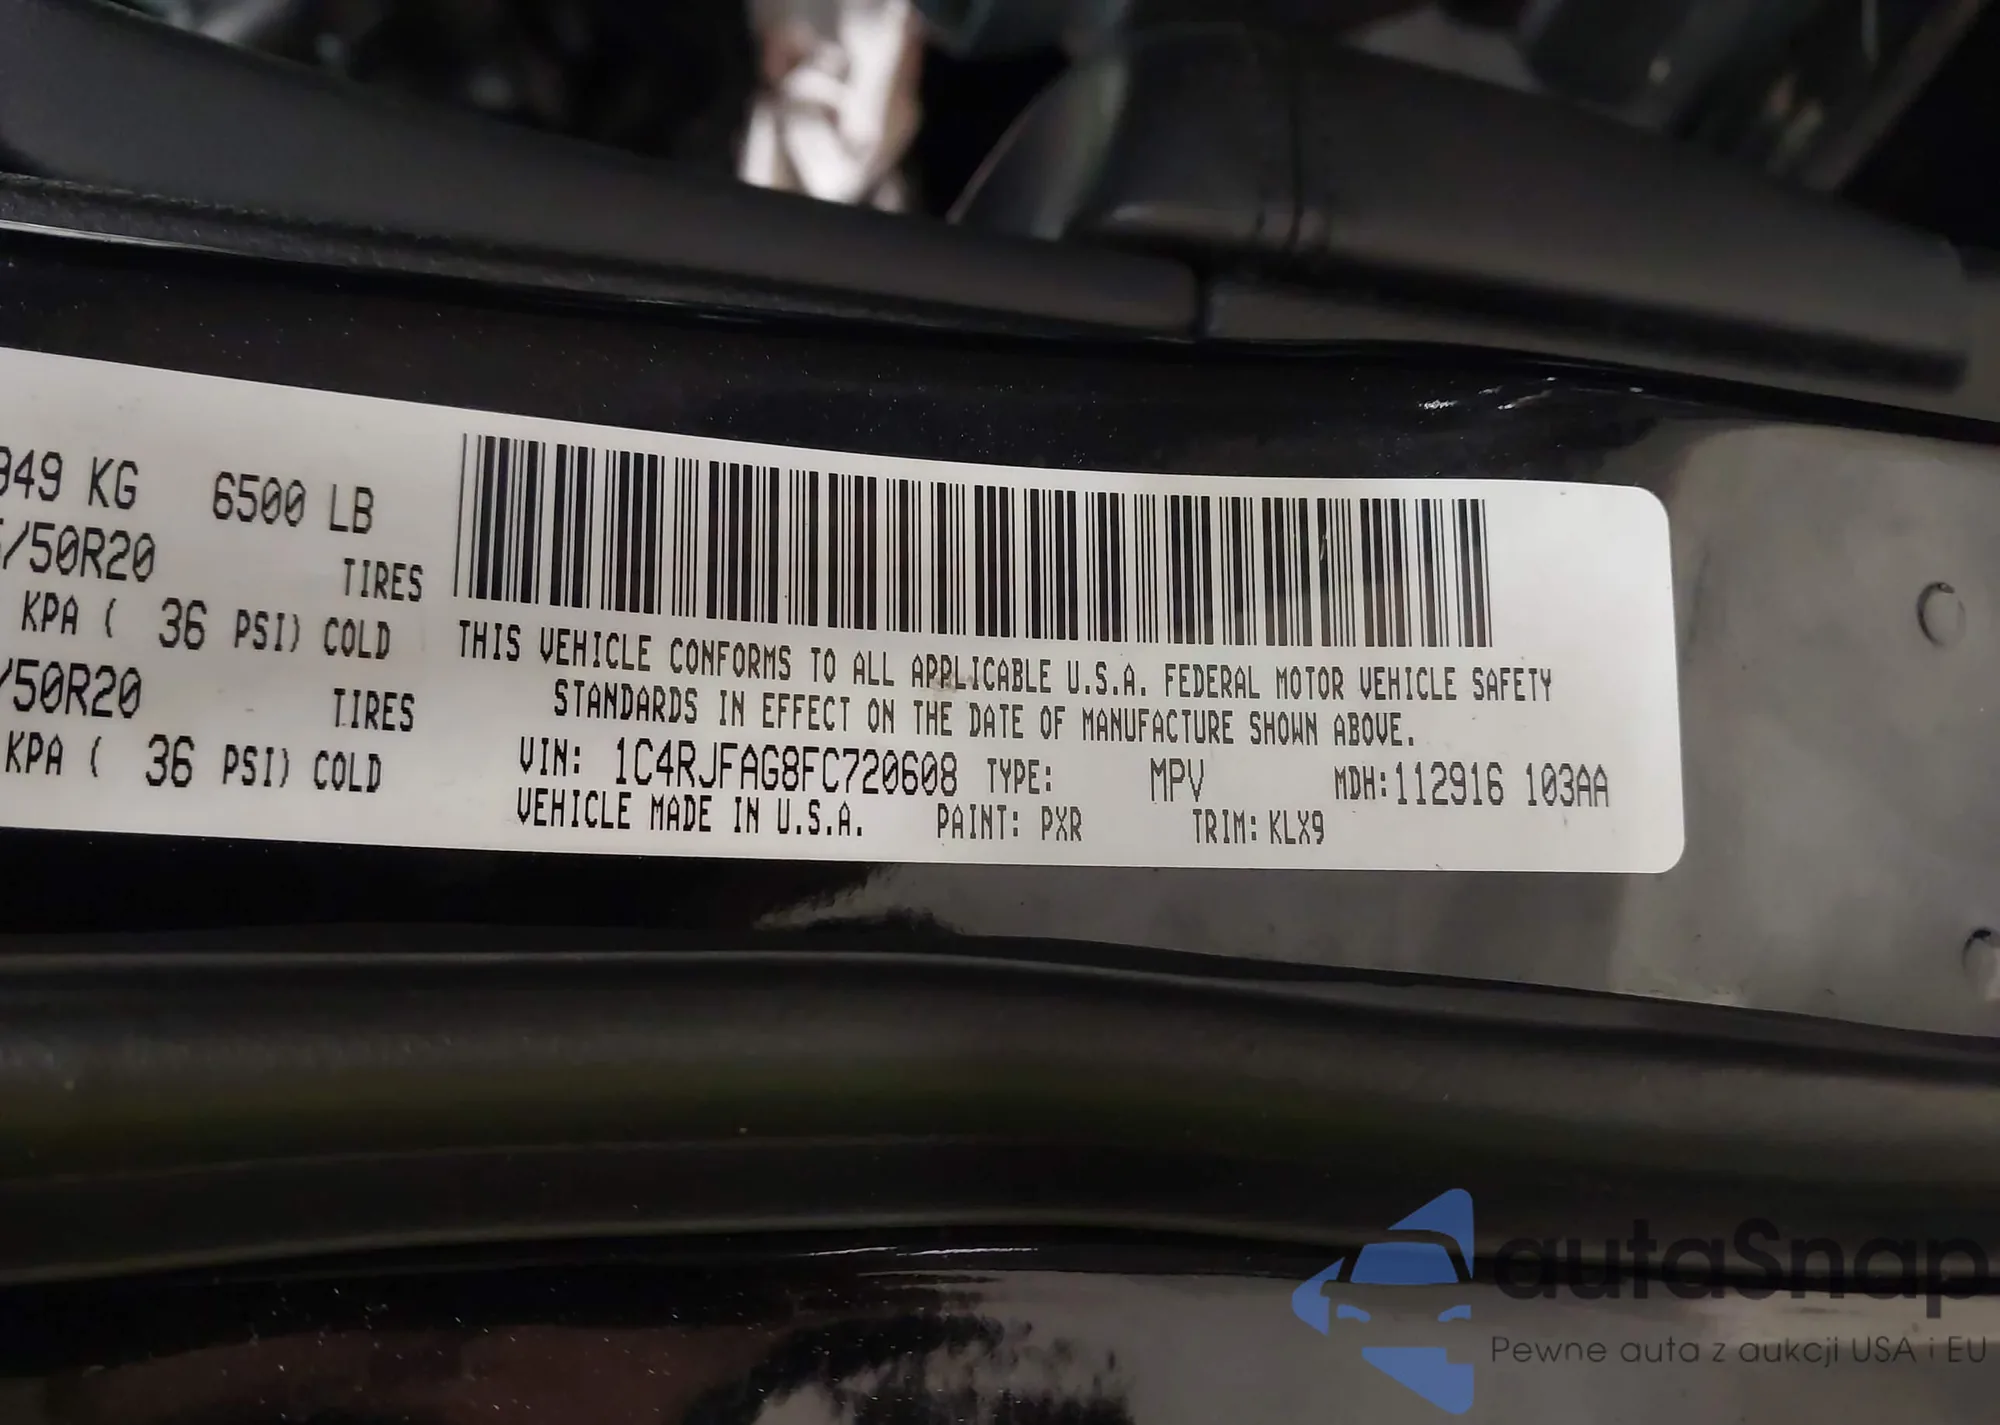 949 KG 6500 LB
/50R20 TIRES
KPA ( 36 PSI) COLD
/50R20 TIRES
KPA ( 36 PSI) COLD
THIS VEHICLE CONFORMS TO ALL APPLICABLE U.S.A. FEDERAL MOTOR VEHICLE SAFETY
STANDARDS IN EFFECT ON THE DATE OF MANUFACTURE SHOWN ABOVE.
VIN: 1C4RJFAG8FC720608 TYPE: MPV MDH:112916 103AA
VEHICLE MADE IN U.S.A. PAINT: PXR TRIM: KLX9
autaSnap
Pewne auta z aukcji USA i EU